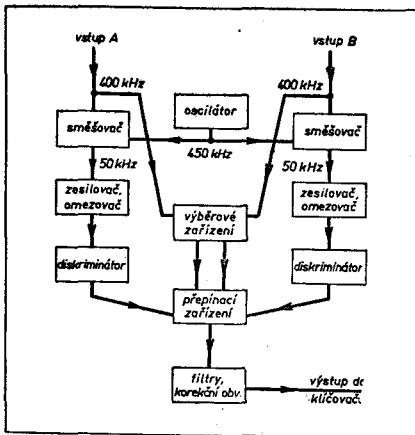 vstup A
vstup B
400 kHz
400 kHz
oscilátor
směšovač
směšovač
450 kHz
50 kHz
50 kHz
zesilovač,
omezovač
zesilovač,
omezovač
výběrové
zařízení
diskriminátor
diskriminátor
přepínací
zařízení
filtry,
korekční obv.
výstup do
klíčovač